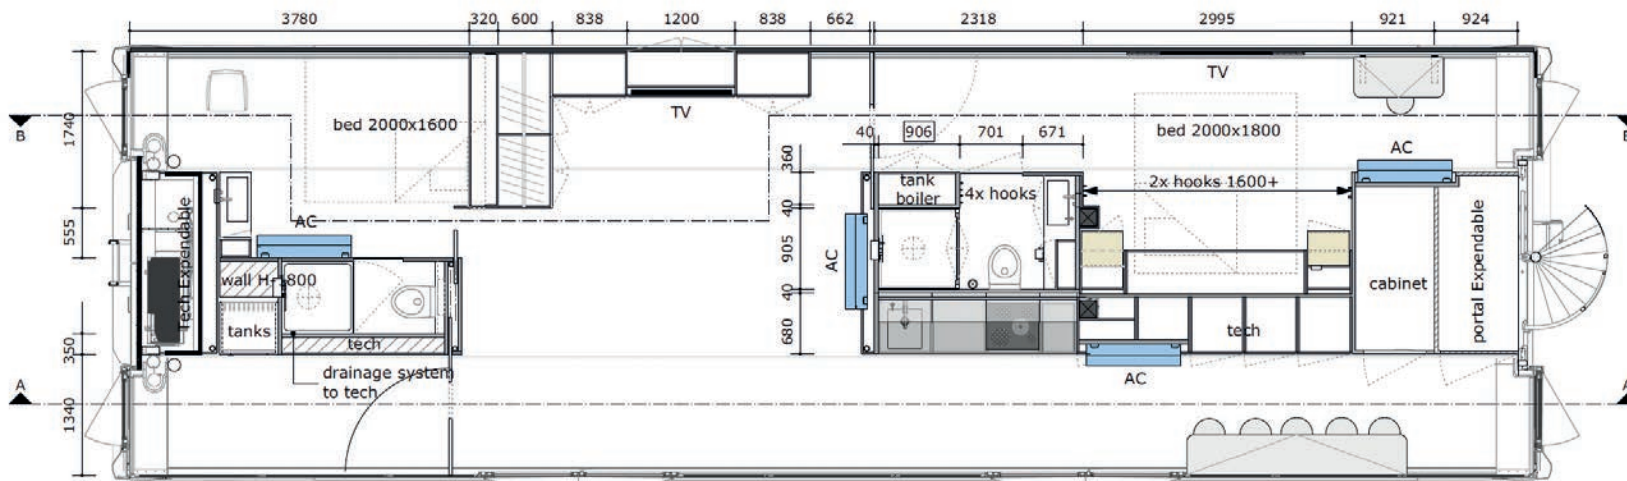 3780 320 600 838 1200 838 662 2318 2995 921 924
TV
TV
B
1740
bed 2000x1600
40 906 701 671
bed 2000x1800
AC
360
tank
boiler
4x hooks
2x hooks 1600+
40
555
AC
905
AC
Tech Expendable
wall H-1800
cabinet
portal Expendable
40
tanks
tech
680
tech
350
drainage system
to tech
AC
A
1340